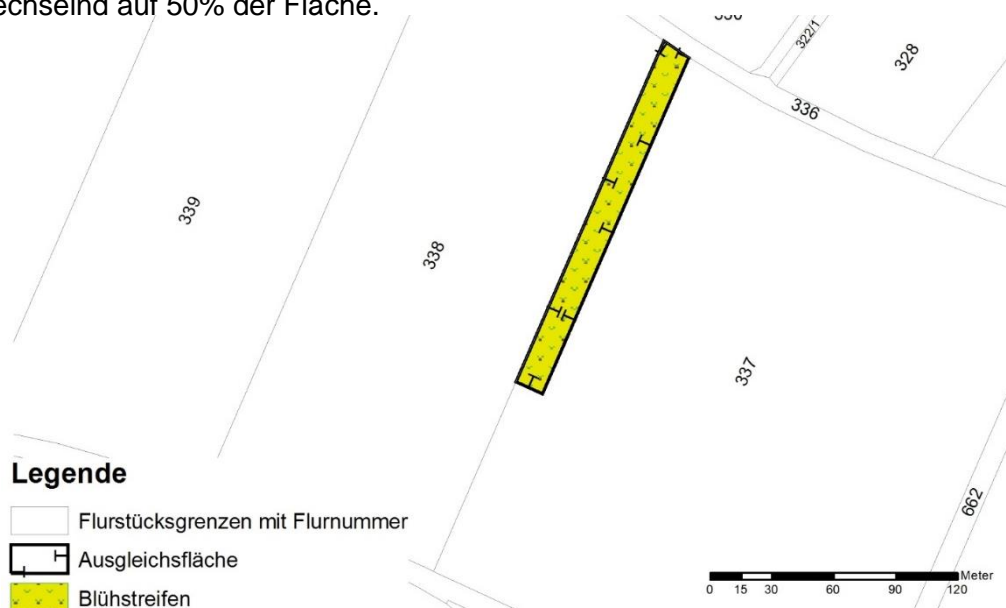 echselnd auf 50% der Fläche.
322/1
328
336
339
338
337
662
Legende
Flurstücksgrenzen mit Flurnummer
Ausgleichsfläche
Blühstreifen
Meter
0 15 30 60 90 120